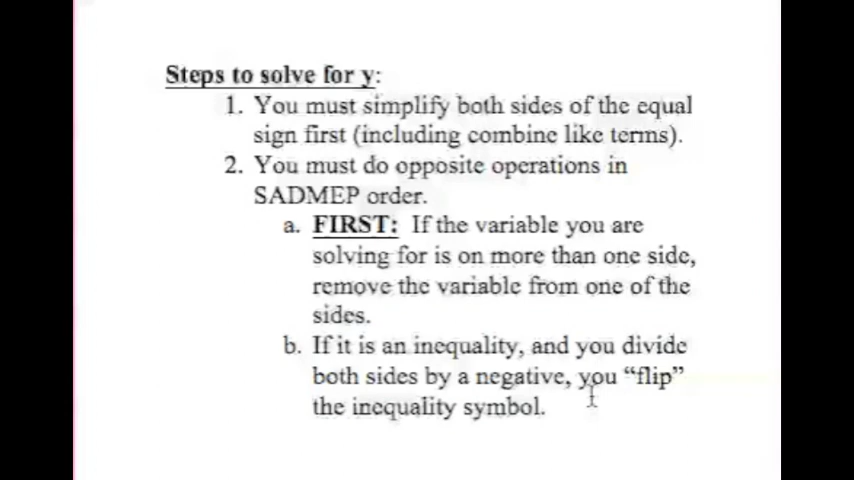 Steps to solve for y:
1. You must simplify both sides of the equal
sign first (including combine like terms).
2. You must do opposite operations in
SADMEP order.
a. FIRST: If the variable you are
solving for is on more than one side,
remove the variable from one of the
sides.
b. If it is an inequality, and you divide
both sides by a negative, you “flip”
the inequality symbol.